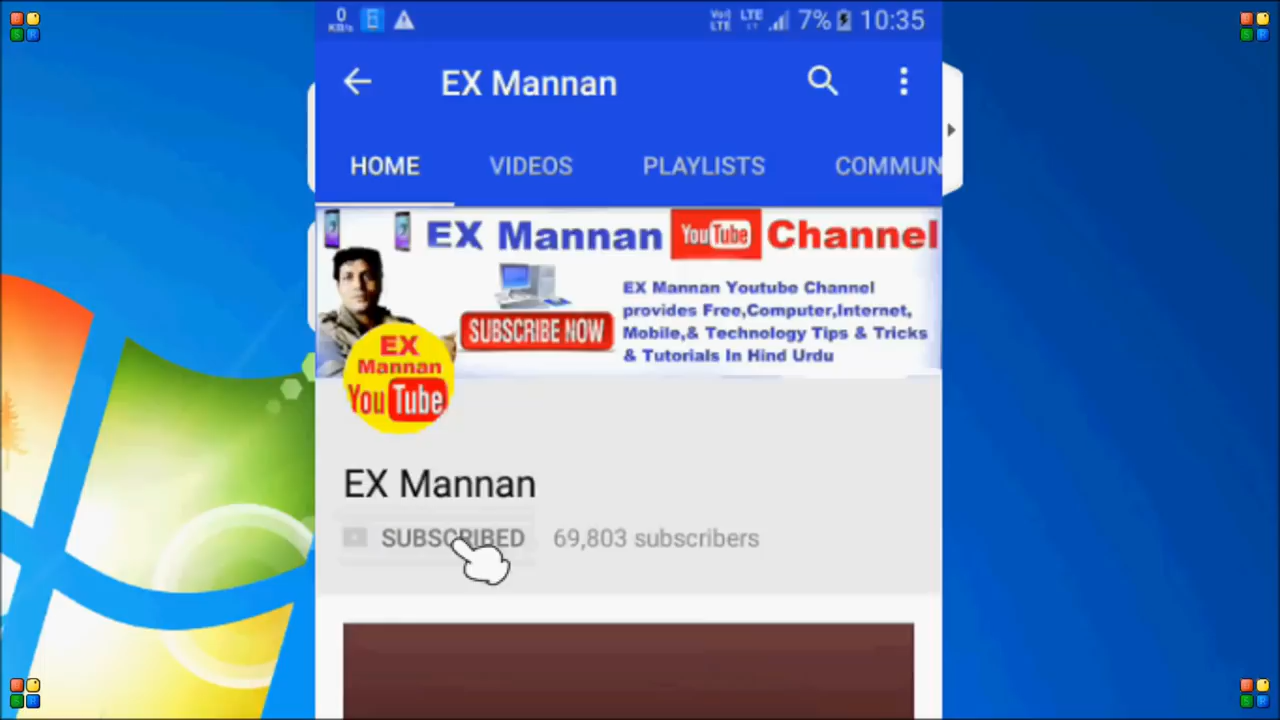 0
KB/s
VoI)
LTE
LTE
7%
10:35
EX Mannan
HOME
VIDEOS
PLAYLISTS
COMMUN
EX Mannan YouTube Channel
EX Mannan Youtube Channel
provides Free,Computer,Internet,
Mobile,& Technology Tips & Tricks
& Tutorials In Hind Urdu
SUBSCRIBE NOW
EX
Mannan
YouTube
EX Mannan
SUBSCRIBED
69,803 subscribers